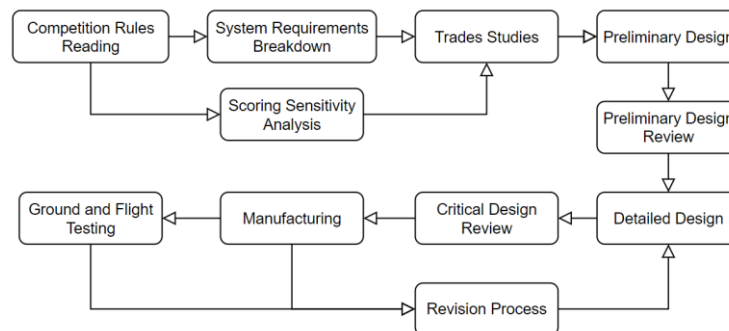 Competition Rules
Reading
System Requirements
Breakdown
Trades Studies
Preliminary Design
Scoring Sensitivity
Analysis
Preliminary Design
Review
Ground and Flight
Testing
Manufacturing
Critical Design
Review
Detailed Design
Revision Process